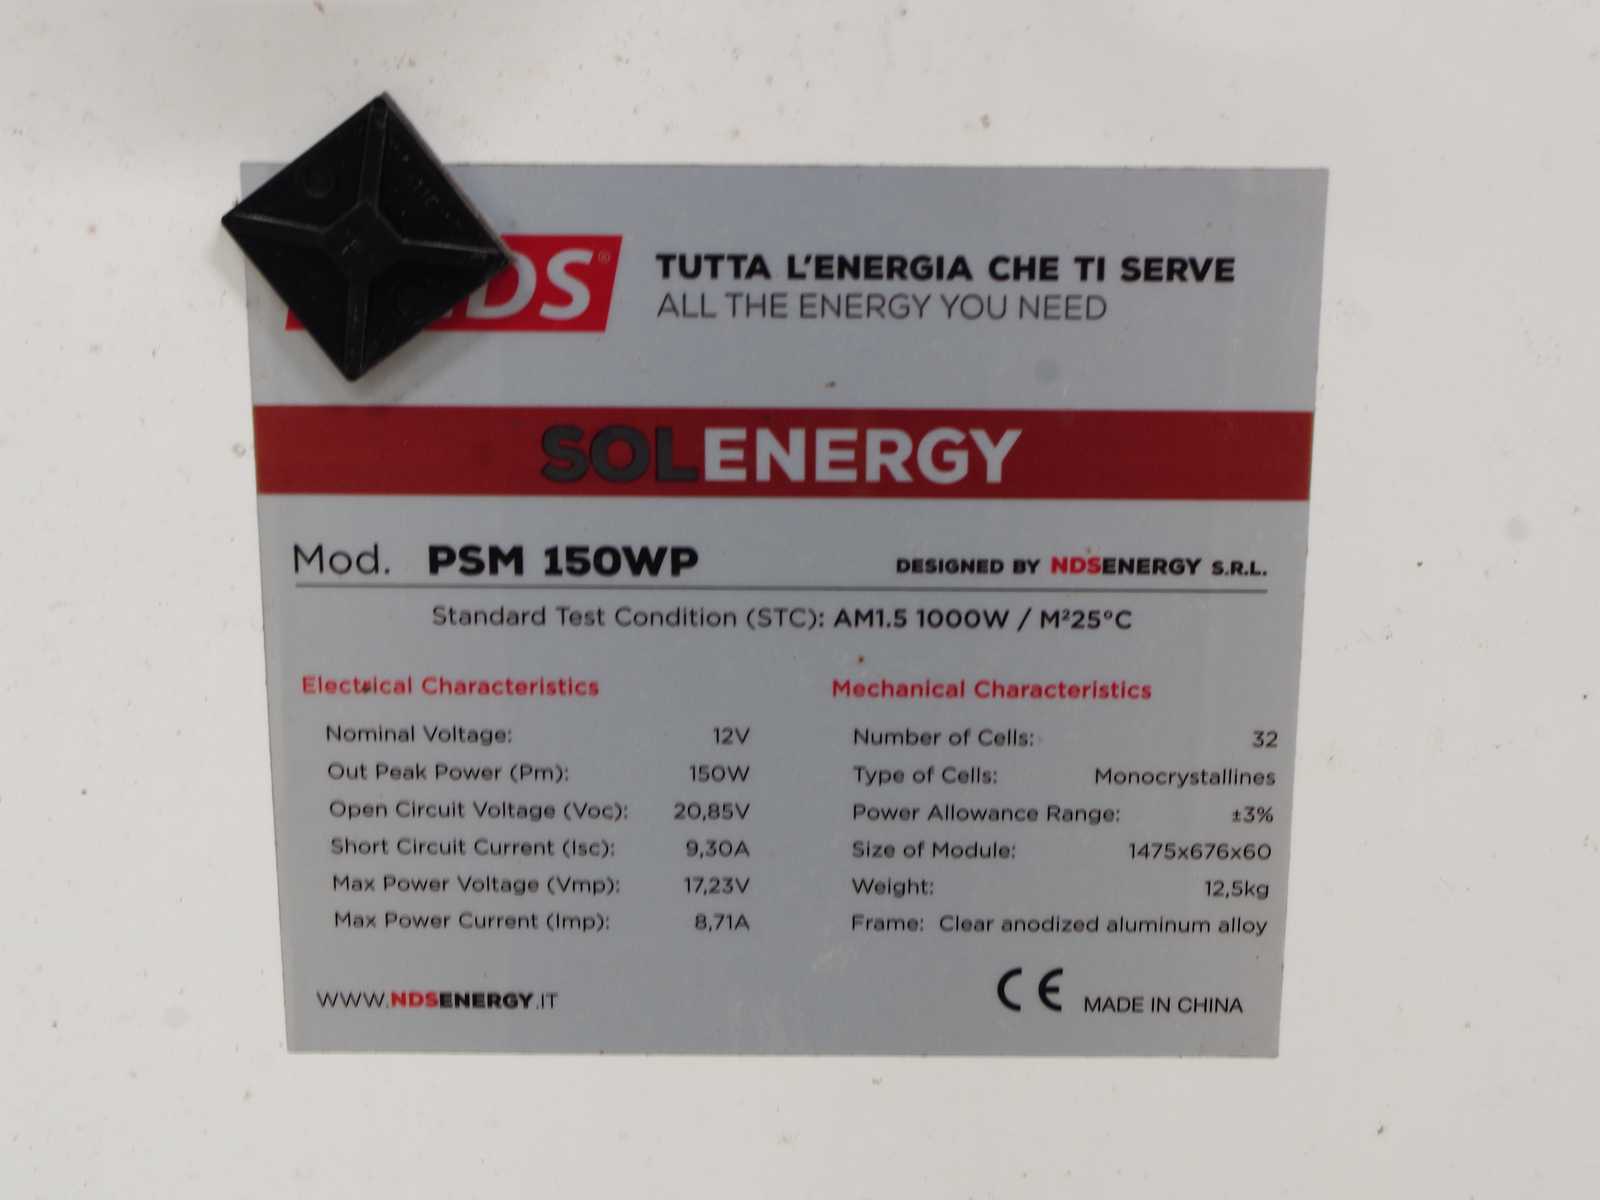 NDS®
TUTTA L'ENERGIA CHE TI SERVE
ALL THE ENERGY YOU NEED
SOLENERGY
Mod. PSM 150WP
DESIGNED BY NDSENERGY S.R.L.
Standard Test Condition (STC): AM1.5 1000W / M²25°C
Electrical Characteristics
Nominal Voltage: 12V
Out Peak Power (Pm): 150W
Open Circuit Voltage (Voc): 20,85V
Short Circuit Current (Isc): 9,30A
Max Power Voltage (Vmp): 17,23V
Max Power Current (Imp): 8,71A
Mechanical Characteristics
Number of Cells: 32
Type of Cells: Monocrystallines
Power Allowance Range: ±3%
Size of Module: 1475x676x60
Weight: 12,5kg
Frame: Clear anodized aluminum alloy
WWW.NDSENERGY.IT
CE MADE IN CHINA